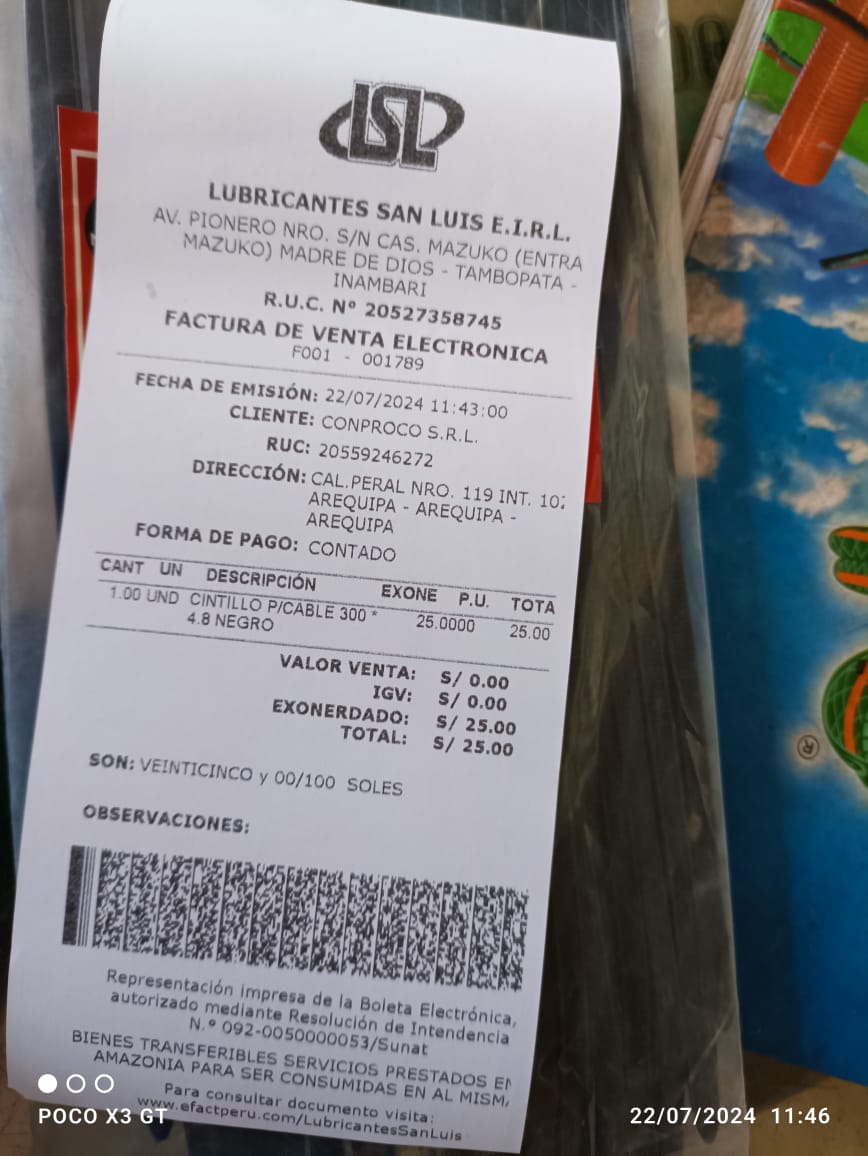 LSL
LUBRICANTES SAN LUIS E.I.R.L.
AV. PIONERO NRO. S/N CAS. MAZUKO (ENTRA
MAZUKO) MADRE DE DIOS - TAMBOPATA -
INAMBARI
R.U.C. Nº 20527358745
FACTURA DE VENTA ELECTRONICA
F001 - 001789
FECHA DE EMISIÓN: 22/07/2024 11:43:00
CLIENTE: CONPROCO S.R.L.
RUC: 20559246272
DIRECCIÓN: CAL.PERAL NRO. 119 INT.
AREQUIPA - AREQUIPA -
AREQUIPA
FORMA DE PAGO: CONTADO
CANT UN DESCRIPCIÓN EXONE P.U. TOTA
1.00 UND CINTILLO P/CABLE 300 * 25.0000 25.00
4.8 NEGRO
VALOR VENTA: S/ 0.00
IGV: S/ 0.00
EXONERDADO: S/ 25.00
TOTAL: S/ 25.00
SON: VEINTICINCO y 00/100 SOLES
OBSERVACIONES:
Representación impresa de la Boleta Electrónica,
autorizado mediante Resolución de Intendencia
N.º 092-0050000053/Sunat
BIENES TRANSFERIBLES SERVICIOS PRESTADOS EN
AMAZONIA PARA SER CONSUMIDAS EN AL MISMA
Para consultar documento visita:
www.efactperu.com/LubricantesSanLuis
®
POCO X3 GT
22/07/2024 11:46